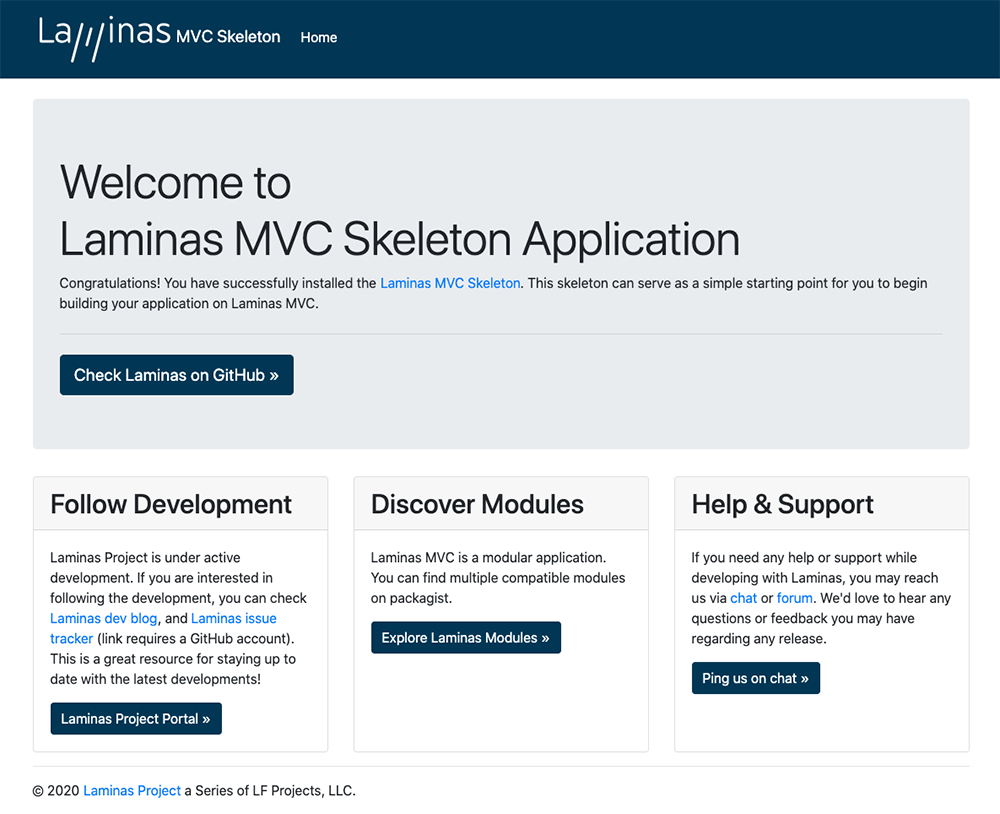 Laminas MVC Skeleton Home
Welcome to
Laminas MVC Skeleton Application
Congratulations! You have successfully installed the Laminas MVC Skeleton. This skeleton can serve as a simple starting point for you to begin
building your application on Laminas MVC.
Check Laminas on GitHub »
Follow Development
Laminas Project is under active
development. If you are interested in
following the development, you can check
Laminas dev blog, and Laminas issue
tracker (link requires a GitHub account).
This is a great resource for staying up to
date with the latest developments!
Laminas Project Portal »
Discover Modules
Laminas MVC is a modular application.
You can find multiple compatible modules
on packagist.
Explore Laminas Modules »
Help & Support
If you need any help or support while
developing with Laminas, you may reach
us via chat or forum. We'd love to hear any
questions or feedback you may have
regarding any release.
Ping us on chat »
© 2020 Laminas Project a Series of LF Projects, LLC.